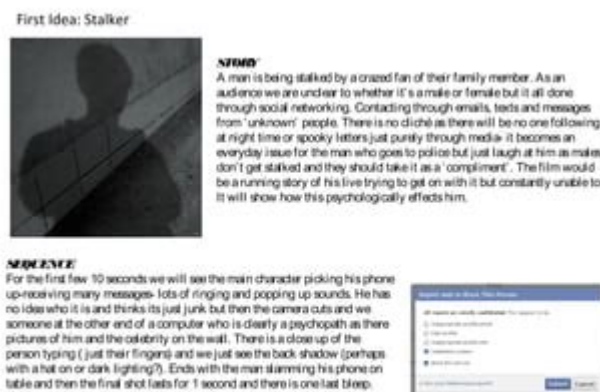 First Idea: Stalker
STORY
A man is being stalked by a crazed fan of their family member. As an
audience we are unclear to whether it's a male or female but it all done
through social networking. Contacting through emails, texts and messages
from 'unknown' people. There is no cliché as there will be no one following
at night time or spooky letters just purely through media- it becomes an
everyday issue for the man who goes to police but just laugh at him as males
don't get stalked and they should take it as a 'compliment'. The film would
be a running story of his live trying to get on with it but constantly unable to
It will show how this psychologically effects him.
SEQUENCE
For the first few 10 seconds we will see the main character picking his phone
up-receiving many messages- lots of ringing and popping up sounds. He has
no idea who it is and thinks its just junk but then the camera cuts and we
someone at the other end of a computer who is clearly a psychopath as there
pictures of him and the celebrity on the wall. There is a close up of the
person typing ( just their fingers) and we just see the back shadow (perhaps
with a hat on or dark lighting?). Ends with the man slamming his phone on
table and then the final shot lasts for 1 second and there is one last bleep.